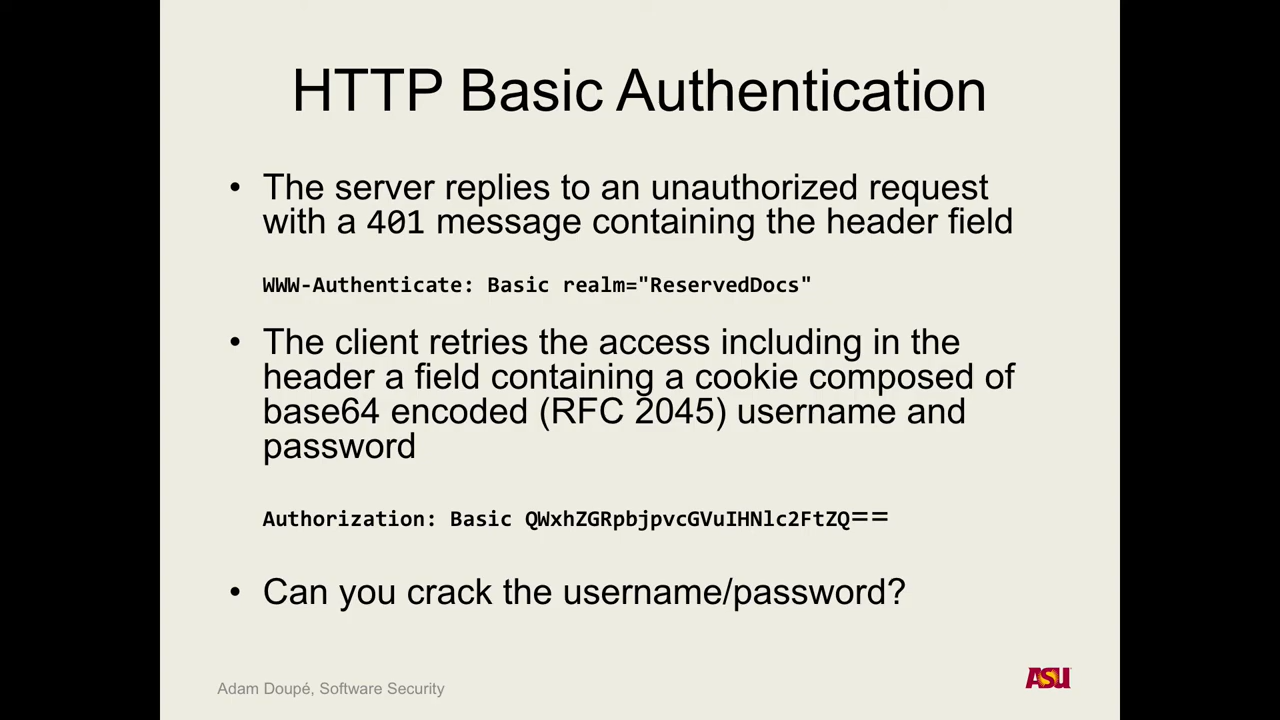 HTTP Basic Authentication
• The server replies to an unauthorized request
with a 401 message containing the header field
WWW-Authenticate: Basic realm="ReservedDocs"
• The client retries the access including in the
header a field containing a cookie composed of
base64 encoded (RFC 2045) username and
password
Authorization: Basic QWxhZGRpbjpvcGVuIHNlc2FtZQ==
• Can you crack the username/password?
Adam Doupé, Software Security
ASU